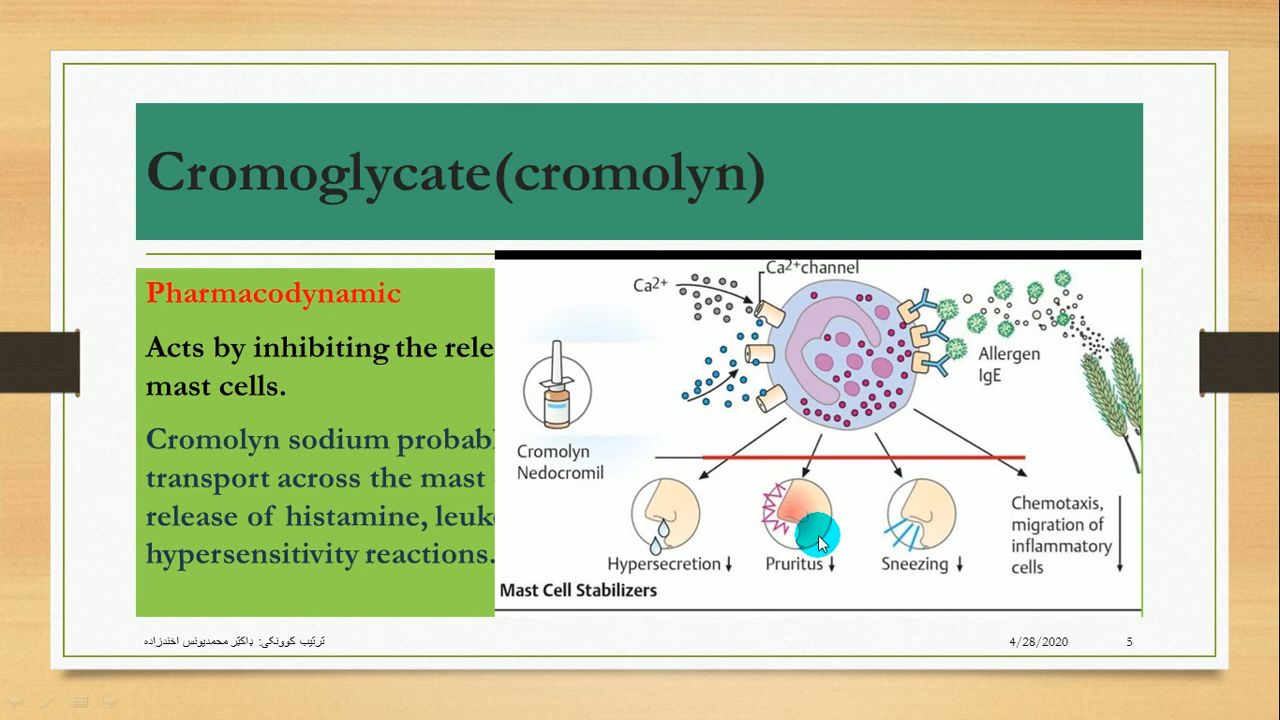 Cromoglycate(cromolyn)
Pharmacodynamic
Acts by inhibiting the rele
mast cells.
Cromolyn sodium probabl
transport across the mast
release of histamine, leuk
hypersensitivity reactions.
Ca2+channel
Ca2+
Allergen
IgE
Cromolyn
Nedocromil
Hypersecretion
Pruritus
Sneezing
Chemotaxis,
migration of
inflammatory
cells
Mast Cell Stabilizers
ترتیب کوونکی: ډاکټر محمدیونس اخندزاده
4/28/2020
5